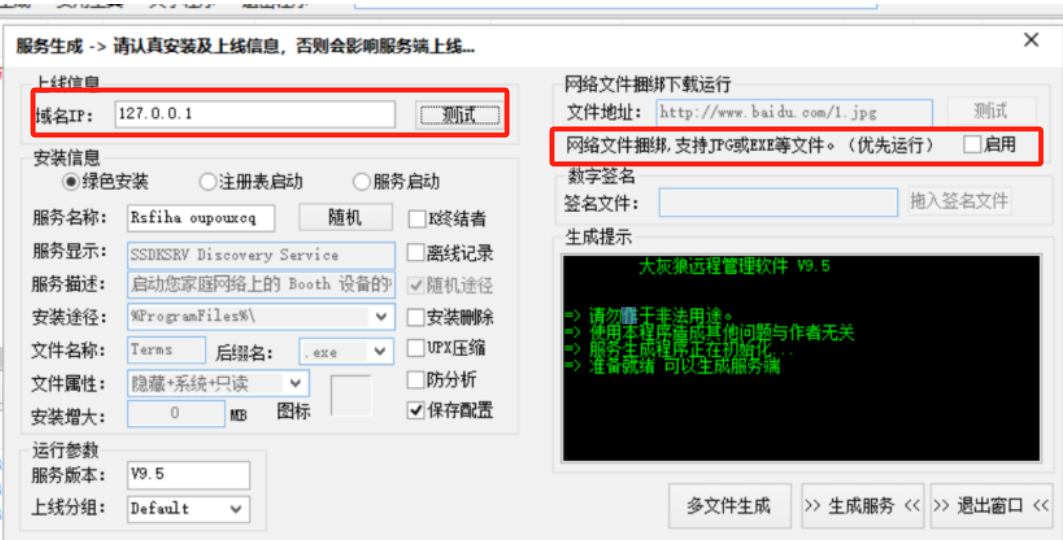 服务生成 -> 请认真安装及上线信息，否则会影响服务端上线...
上线信息
域名IP: 127.0.0.1 测试
安装信息
绿色安装 注册表启动 服务启动
服务名称: Rsfiha oupouxcq 随机 K终结者
服务显示: SSDKSRV Discovery Service 离线记录
服务描述: 启动您家庭网络上的 Booth 设备的 随机途径
安装途径: %ProgramFiles%\ 安装删除
文件名称: Terms 后缀名: .exe UPX压缩
文件属性: 隐藏+系统+只读 防分析
安装增大: 0 MB 图标 保存配置
运行参数
服务版本: V9.5
上线分组: Default
网络文件捆绑下载运行
文件地址: http://www.baidu.com/1.jpg 测试
网络文件捆绑,支持JPG或EXE等文件。（优先运行） 启用
数字签名
签名文件: 拖入签名文件
生成提示
大灰狼远程管理软件 V9.5
=> 请勿作于非法用途。
=> 使用本程序造成其他问题与作者无关
=> 服务生成程序正在初始化...
=> 准备就绪 可以生成服务端
多文件生成 >> 生成服务 << >> 退出窗口 <<